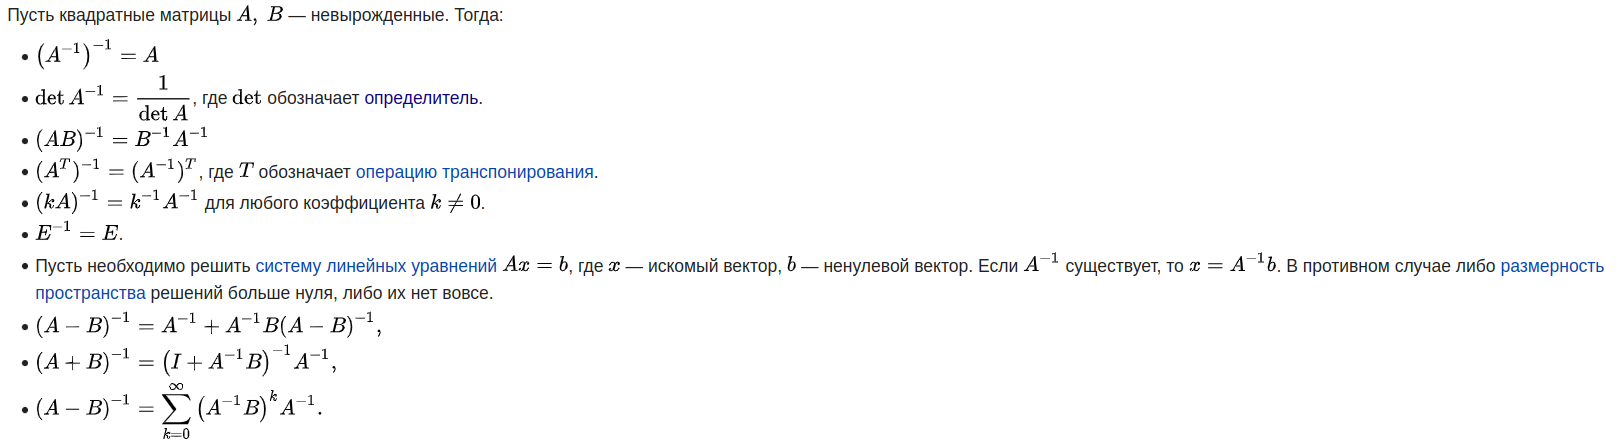 Пусть квадратные матрицы $A,\ B$ — невырожденные. Тогда:
• $\left(A^{-1}\right)^{-1} = A$
• $\det A^{-1} = \dfrac{1}{\det A}$, где $\det$ обозначает определитель.
• $(AB)^{-1} = B^{-1}A^{-1}$
• $(A^T)^{-1} = (A^{-1})^T$, где $T$ обозначает операцию транспонирования.
• $(kA)^{-1} = k^{-1}A^{-1}$ для любого коэффициента $k \neq 0$.
• $E^{-1} = E$.
• Пусть необходимо решить систему линейных уравнений $Ax = b$, где $x$ — искомый вектор, $b$ — ненулевой вектор. Если $A^{-1}$ существует, то $x = A^{-1}b$. В противном случае либо размерность
пространства решений больше нуля, либо их нет вовсе.
• $(A - B)^{-1} = A^{-1} + A^{-1}B(A - B)^{-1},$
• $(A + B)^{-1} = \left(I + A^{-1}B\right)^{-1}A^{-1},$
• $(A - B)^{-1} = \sum_{k=0}^{\infty}\left(A^{-1}B\right)^k A^{-1}.$